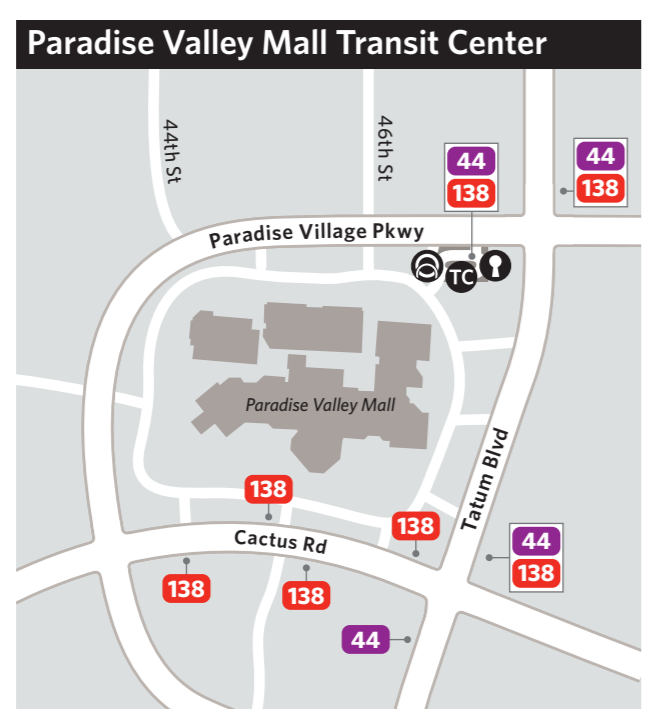 Paradise Valley Mall Transit Center
44th St
46th St
44
138
44
138
Paradise Village Pkwy
TC
Paradise Valley Mall
Tatum Blvd
138
138
Cactus Rd
44
138
138
138
44